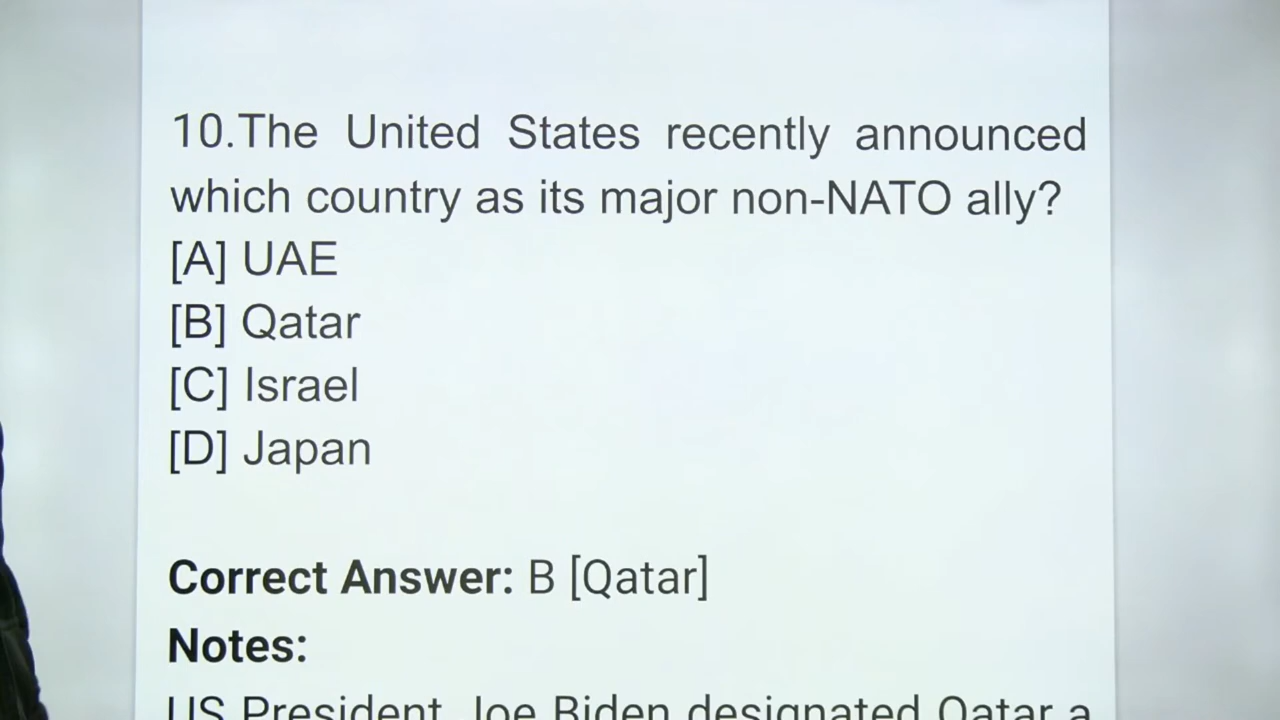 10.The United States recently announced
which country as its major non-NATO ally?
[A] UAE
[B] Qatar
[C] Israel
[D] Japan
Correct Answer: B [Qatar]
Notes:
US President Joe Biden designated Qatar a